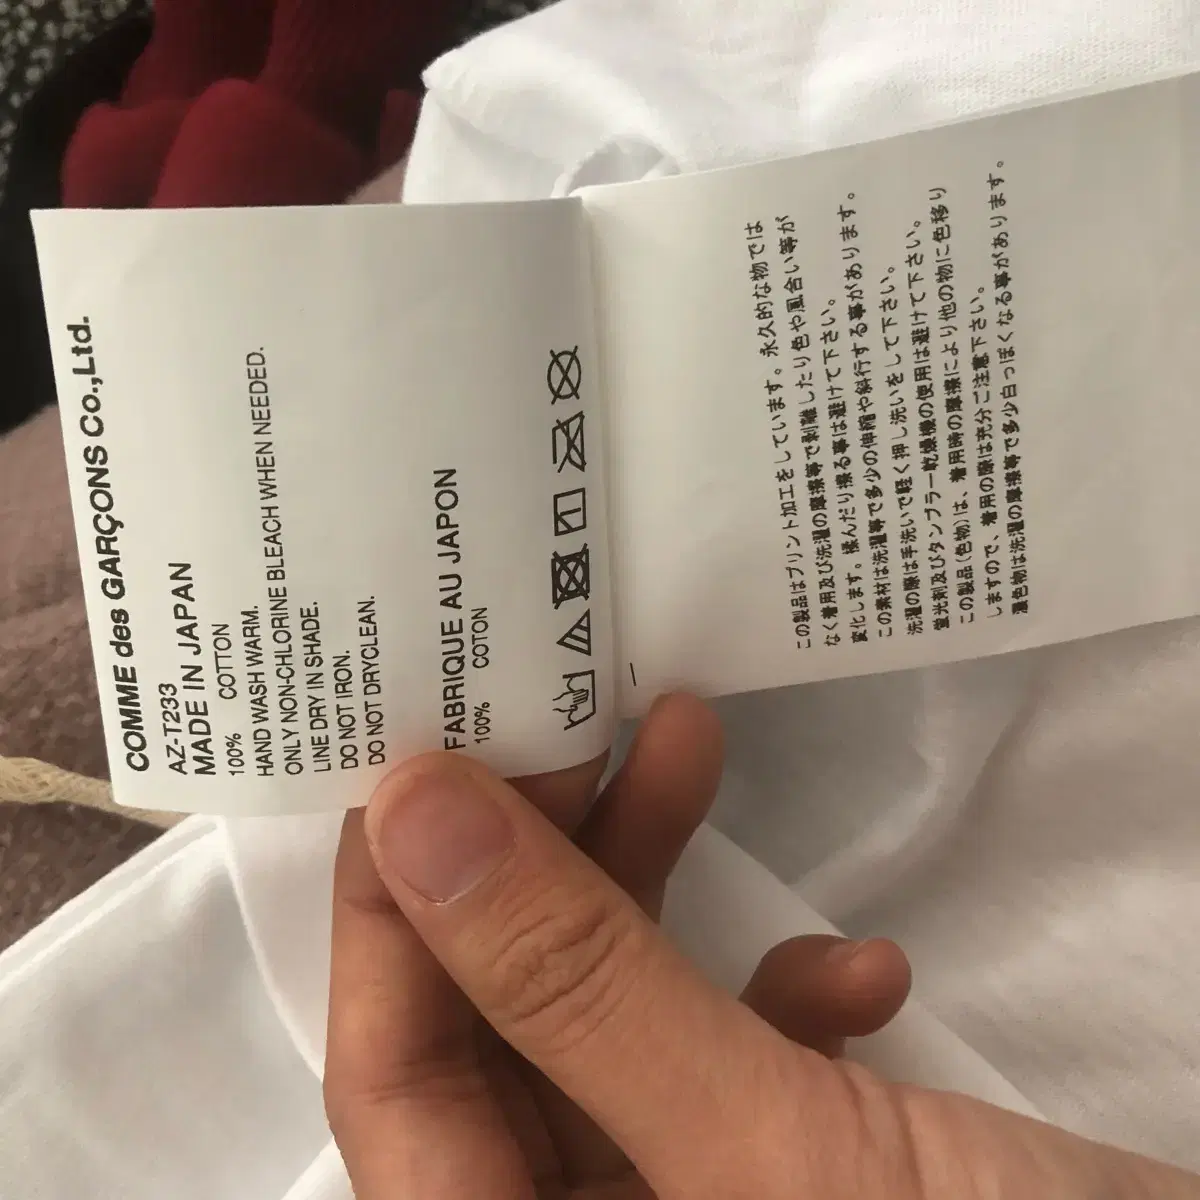 COMME des GARÇONS Co.,Ltd.
AZ-T233
MADE IN JAPAN
100% COTTON
HAND WASH WARM.
ONLY NON-CHLORINE BLEACH WHEN NEEDED.
LINE DRY IN SHADE.
DO NOT IRON.
DO NOT DRYCLEAN.
FABRIQUE AU JAPON
100% COTON
この製品はプリント加工をしています。永久的な物では
なく着用及び洗濯の摩擦等で剥離したり色や風合い等が
変化します。揉んだり擦る事は避けて下さい。
この素材は洗濯等で多少の伸縮や斜行する事があります。
洗濯の際は手洗いで軽く押し洗いをして下さい。
蛍光剤及びタンブラー乾燥機の使用は避けて下さい。
この製品(色物)は、着用時の摩擦により他の物に色移り
しますので、着用の際は充分ご注意下さい。
濃色物は洗濯の摩擦等で多少白っぽくなる事があります。